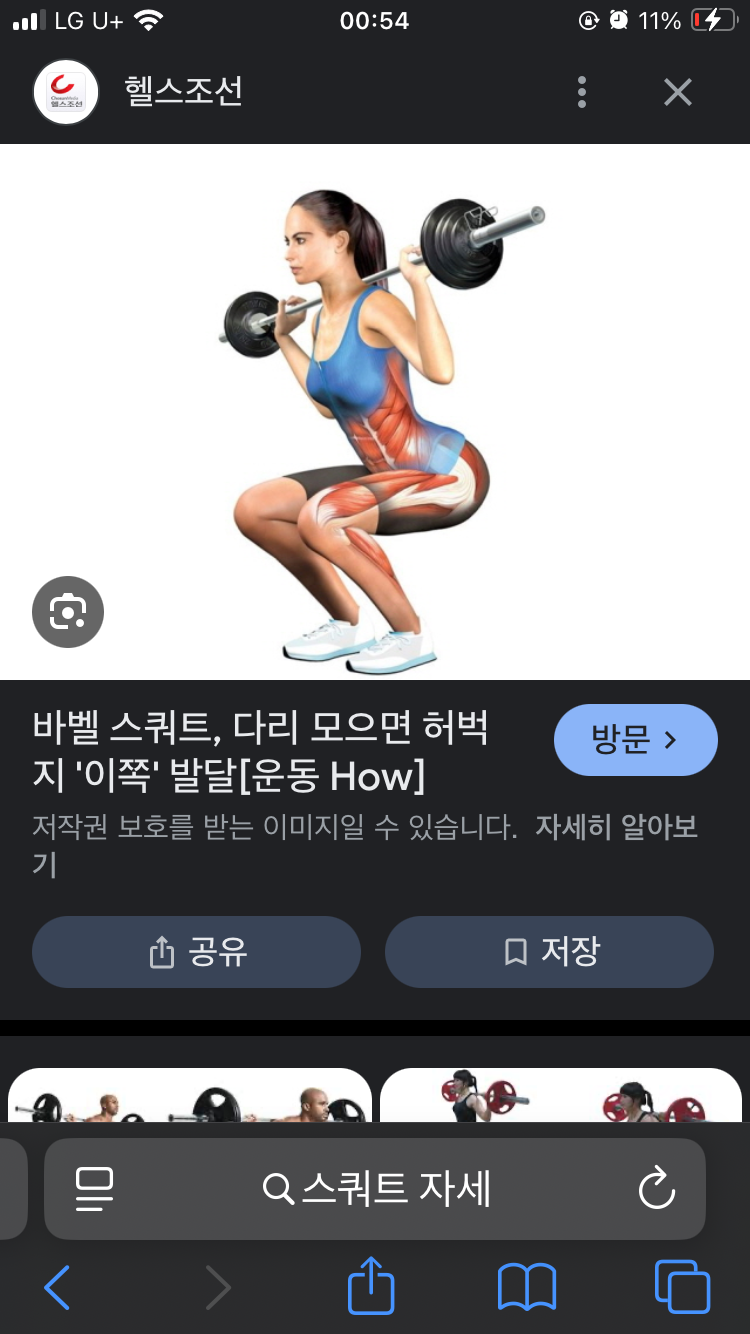 LG U+ 00:54 11%
헬스조선
바벨 스쿼트, 다리 모으면 허벅
지 '이쪽' 발달[운동 How]
방문
저작권 보호를 받는 이미지일 수 있습니다. 자세히 알아보
기
공유 저장
스쿼트 자세